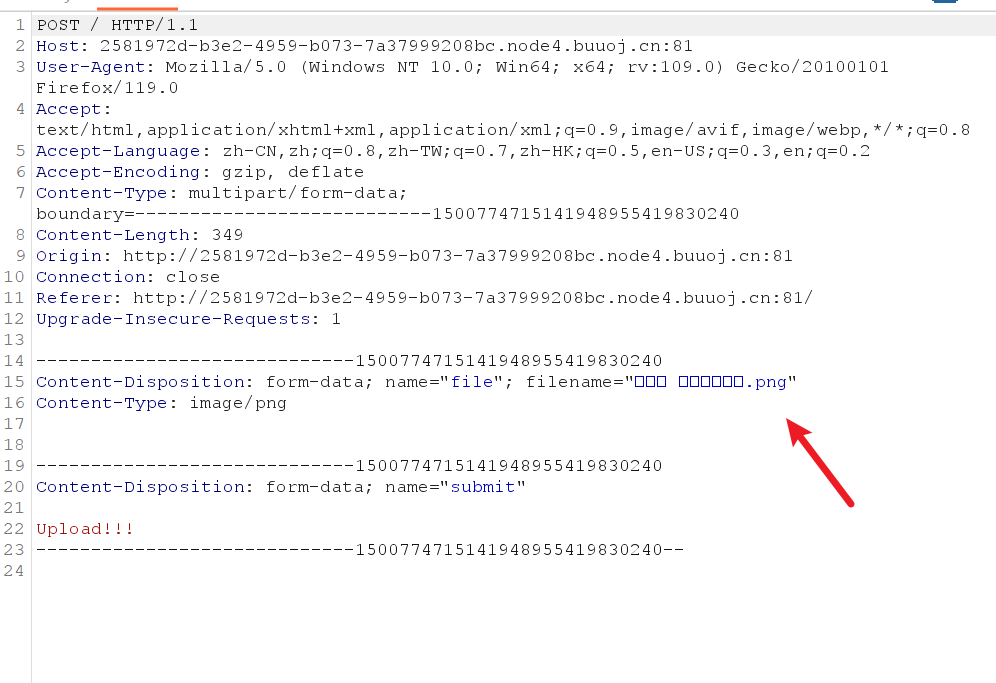 1 POST / HTTP/1.1
2 Host: 2581972d-b3e2-4959-b073-7a37999208bc.node4.buuoj.cn:81
3 User-Agent: Mozilla/5.0 (Windows NT 10.0; Win64; x64; rv:109.0) Gecko/20100101
Firefox/119.0
4 Accept:
text/html,application/xhtml+xml,application/xml;q=0.9,image/avif,image/webp,*/*;q=0.8
5 Accept-Language: zh-CN,zh;q=0.8,zh-TW;q=0.7,zh-HK;q=0.5,en-US;q=0.3,en;q=0.2
6 Accept-Encoding: gzip, deflate
7 Content-Type: multipart/form-data;
boundary=---------------------------1500774715141948955419830240
8 Content-Length: 349
9 Origin: http://2581972d-b3e2-4959-b073-7a37999208bc.node4.buuoj.cn:81
10 Connection: close
11 Referer: http://2581972d-b3e2-4959-b073-7a37999208bc.node4.buuoj.cn:81/
12 Upgrade-Insecure-Requests: 1
13
14 -----------------------------1500774715141948955419830240
15 Content-Disposition: form-data; name="file"; filename="□□□ □□□□□□.png"
16 Content-Type: image/png
17
18
19 -----------------------------1500774715141948955419830240
20 Content-Disposition: form-data; name="submit"
21
22 Upload!!!
23 -----------------------------1500774715141948955419830240--
24